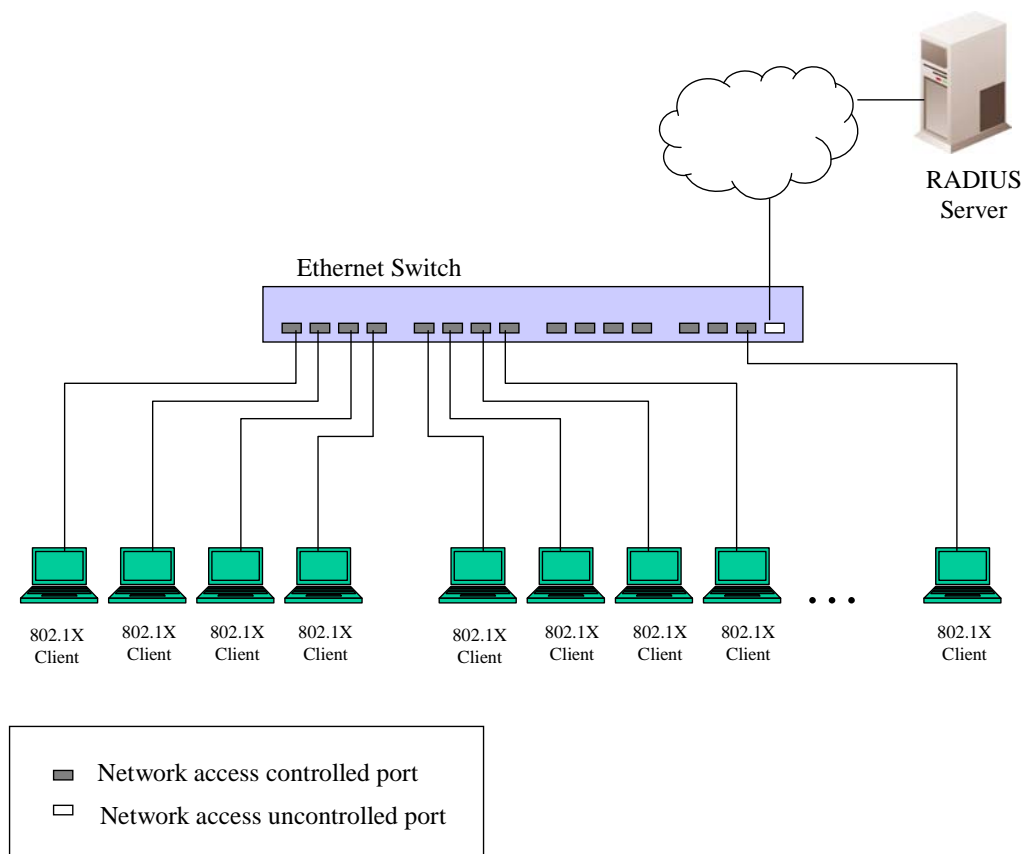 RADIUS
Server
Ethernet Switch
802.1X
Client
802.1X
Client
802.1X
Client
802.1X
Client
802.1X
Client
802.1X
Client
802.1X
Client
802.1X
Client
. . .
802.1X
Client
Network access controlled port
Network access uncontrolled port